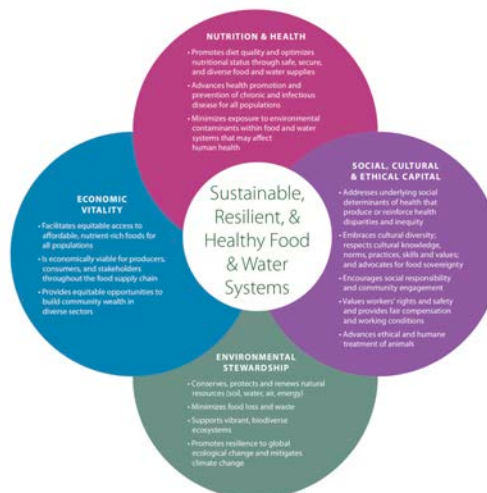 NUTRITION & HEALTH
• Promotes diet quality and optimizes
nutritional status through safe, secure,
and diverse food and water supplies
• Advances health promotion and
prevention of chronic and infectious
disease for all populations
• Minimizes exposure to environmental
contaminants within food and water
systems that may affect
human health
ECONOMIC
VITALITY
• Facilitates equitable access to
affordable, nutrient-rich foods for
all populations
• Is economically viable for producers,
consumers, and stakeholders
throughout the food supply chain
• Provides equitable opportunities to
build community wealth in
diverse sectors
Sustainable,
Resilient, &
Healthy Food
& Water
Systems
SOCIAL, CULTURAL
& ETHICAL CAPITAL
• Addresses underlying social
determinants of health that
produce or reinforce health
disparities and inequity
• Embraces cultural diversity;
respects cultural knowledge,
norms, practices, skills and values;
and advocates for food sovereignty
• Encourages social responsibility
and community engagement
• Values workers' rights and safety
and provides fair compensation
and working conditions
• Advances ethical and humane
treatment of animals
ENVIRONMENTAL
STEWARDSHIP
• Conserves, protects and renews natural
resources (soil, water, air, energy)
• Minimizes food loss and waste
• Supports vibrant, biodiverse
ecosystems
• Promotes resilience to global
ecological change and mitigates
climate change